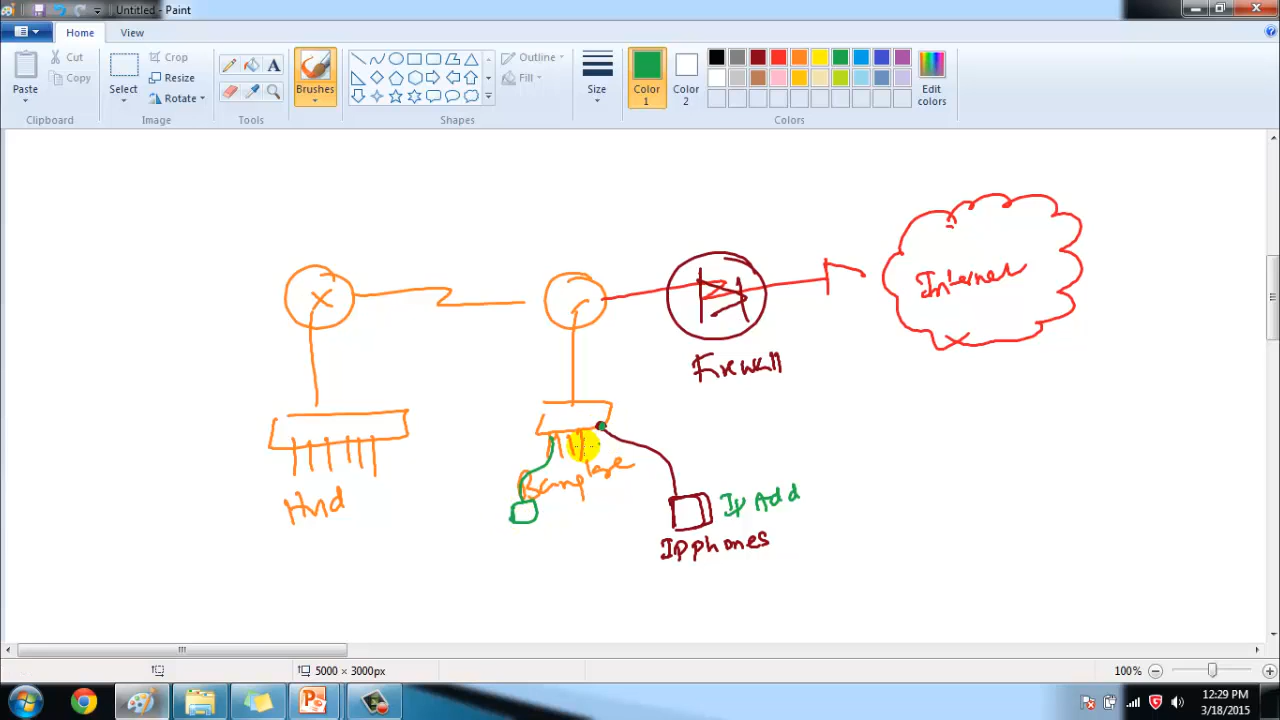 Untitled - Paint
Home
View
Paste
Cut
Copy
Clipboard
Select
Crop
Resize
Rotate
Image
Tools
Brushes
Shapes
Outline
Fill
Size
Color 1
Color 2
Edit colors
Colors
Internet
Firewall
Hnd
Ip Add
Ip phones
5000 × 3000px
100%
12:29 PM
3/18/2015